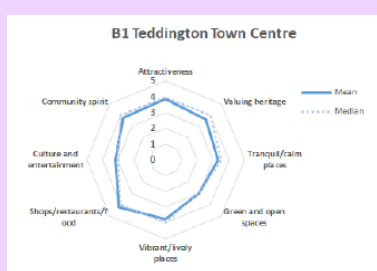 B1 Teddington Town Centre
Attractiveness
Valuing heritage
Tranquil/calm
places
Green and open
spaces
Vibrant/lively
places
Shops/restaurants/f
ood
Culture and
entertainment
Community spirit
5
4
3
2
1
0
Mean
Median